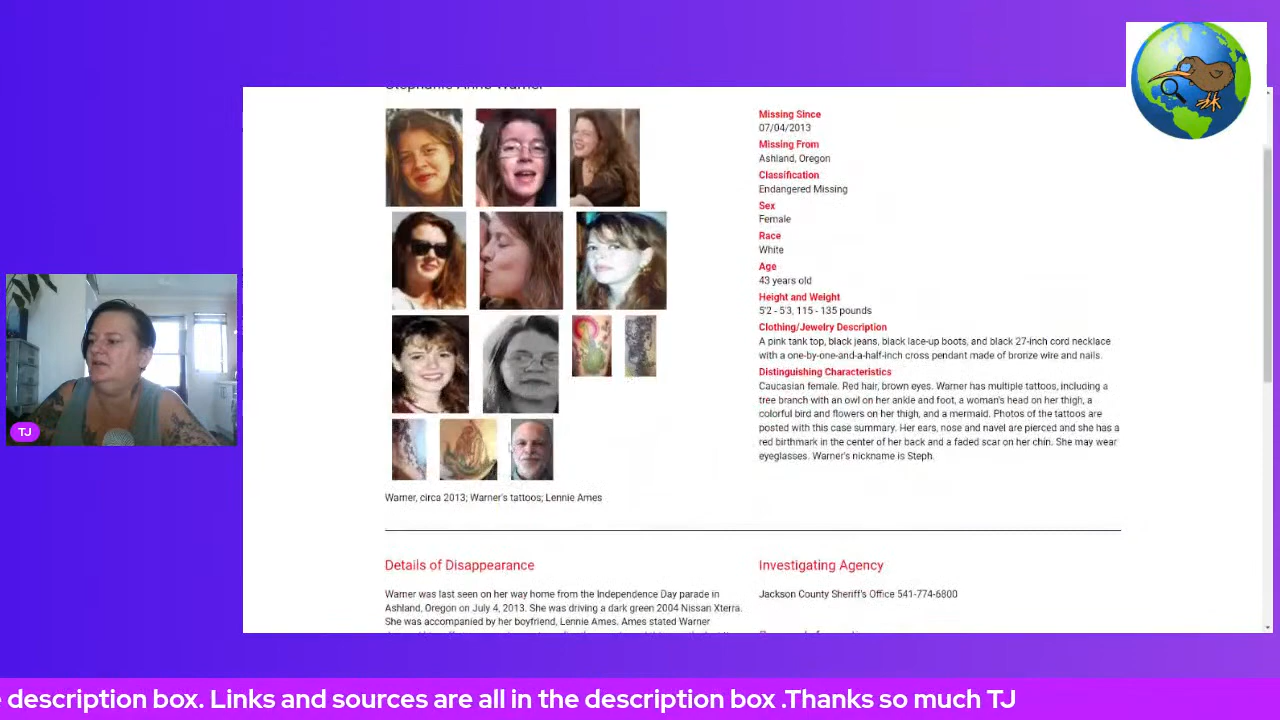 Stephanie Anne Warner
Missing Since
07/04/2013
Missing From
Ashland, Oregon
Classification
Endangered Missing
Sex
Female
Race
White
Age
43 years old
Height and Weight
5'2 - 5'3, 115 - 135 pounds
Clothing/Jewelry Description
A pink tank top, black jeans, black lace-up boots, and black 27-inch cord necklace
with a one-by-one-and-a-half-inch cross pendant made of bronze wire and nails.
Distinguishing Characteristics
Caucasian female. Red hair, brown eyes. Warner has multiple tattoos, including a
tree branch with an owl on her ankle and foot, a woman's head on her thigh, a
colorful bird and flowers on her thigh, and a mermaid. Photos of the tattoos are
posted with this case summary. Her ears, nose and navel are pierced and she has a
red birthmark in the center of her back and a faded scar on her chin. She may wear
eyeglasses. Warner's nickname is Steph.
Warner, circa 2013; Warner's tattoos; Lennie Ames
Details of Disappearance
Warner was last seen on her way home from the Independence Day parade in
Ashland, Oregon on July 4, 2013. She was driving a dark green 2004 Nissan Xterra.
She was accompanied by her boyfriend, Lennie Ames. Ames stated Warner
Investigating Agency
Jackson County Sheriff's Office 541-774-6800
TJ
description box. Links and sources are all in the description box .Thanks so much TJ